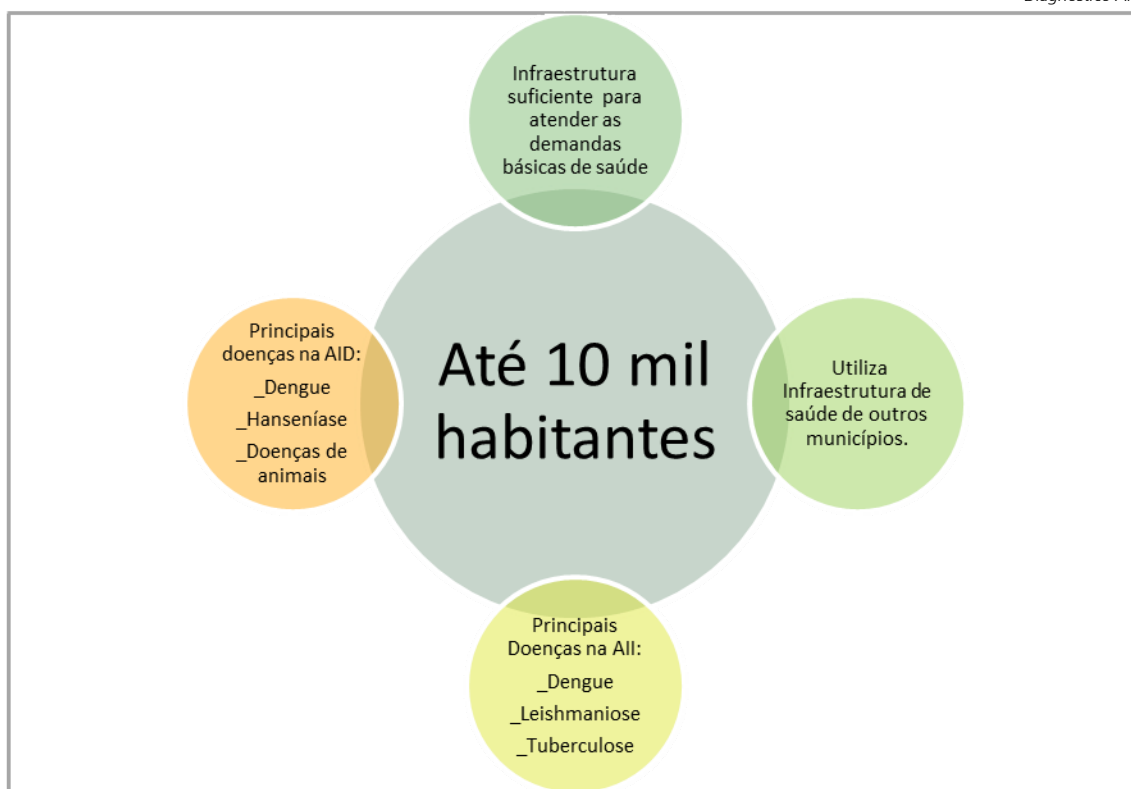 Infraestrutura
suficiente para
atender as
demandas
básicas de saúde
Principais
doenças na AID:
_Dengue
_Hanseníase
_Doenças de
animais
Até 10 mil
habitantes
Utiliza
Infraestrutura de
saúde de outros
municípios.
Principais
Doenças na AII:
_Dengue
_Leishmaniose
_Tuberculose